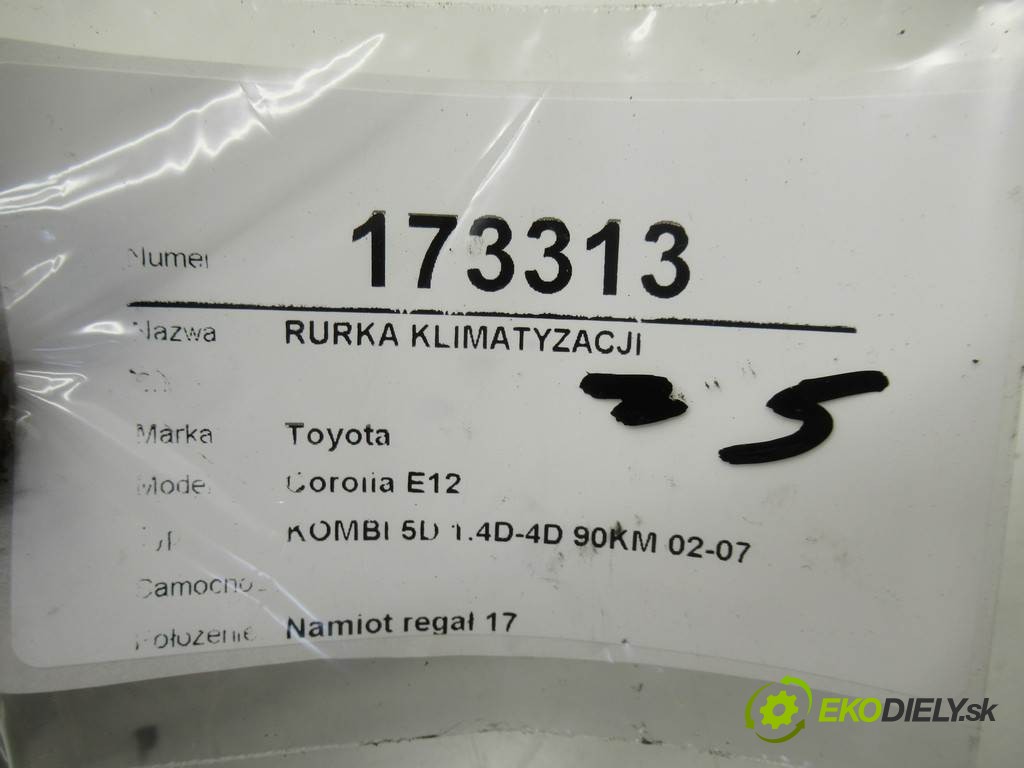 Numer 173313
Nazwa RURKA KLIMATYZACJI
Marka Toyota
Model Corolla E12
Typ KOMBI 5D 1.4D-4D 90KM 02-07
Położenie Namiot regał 17
EKODIELY.sk